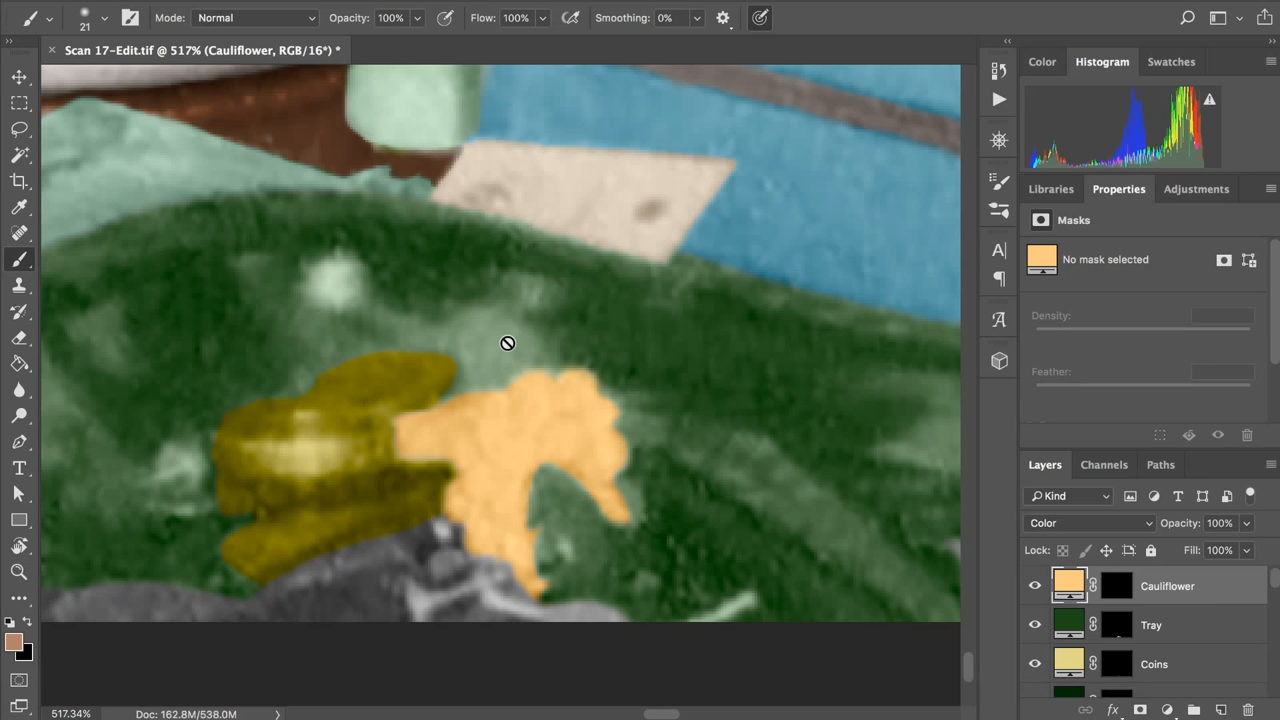 21
Mode: Normal
Opacity: 100%
Flow: 100%
Smoothing: 0%
Scan 17-Edit.tif @ 517% (Cauliflower, RGB/16*) *
Color
Histogram
Swatches
Libraries
Properties
Adjustments
Masks
No mask selected
Density:
Feather:
Layers
Channels
Paths
Kind
Color
Opacity: 100%
Lock:
Fill: 100%
Cauliflower
Tray
Coins
fx
517.34%
Doc: 162.8M/538.0M